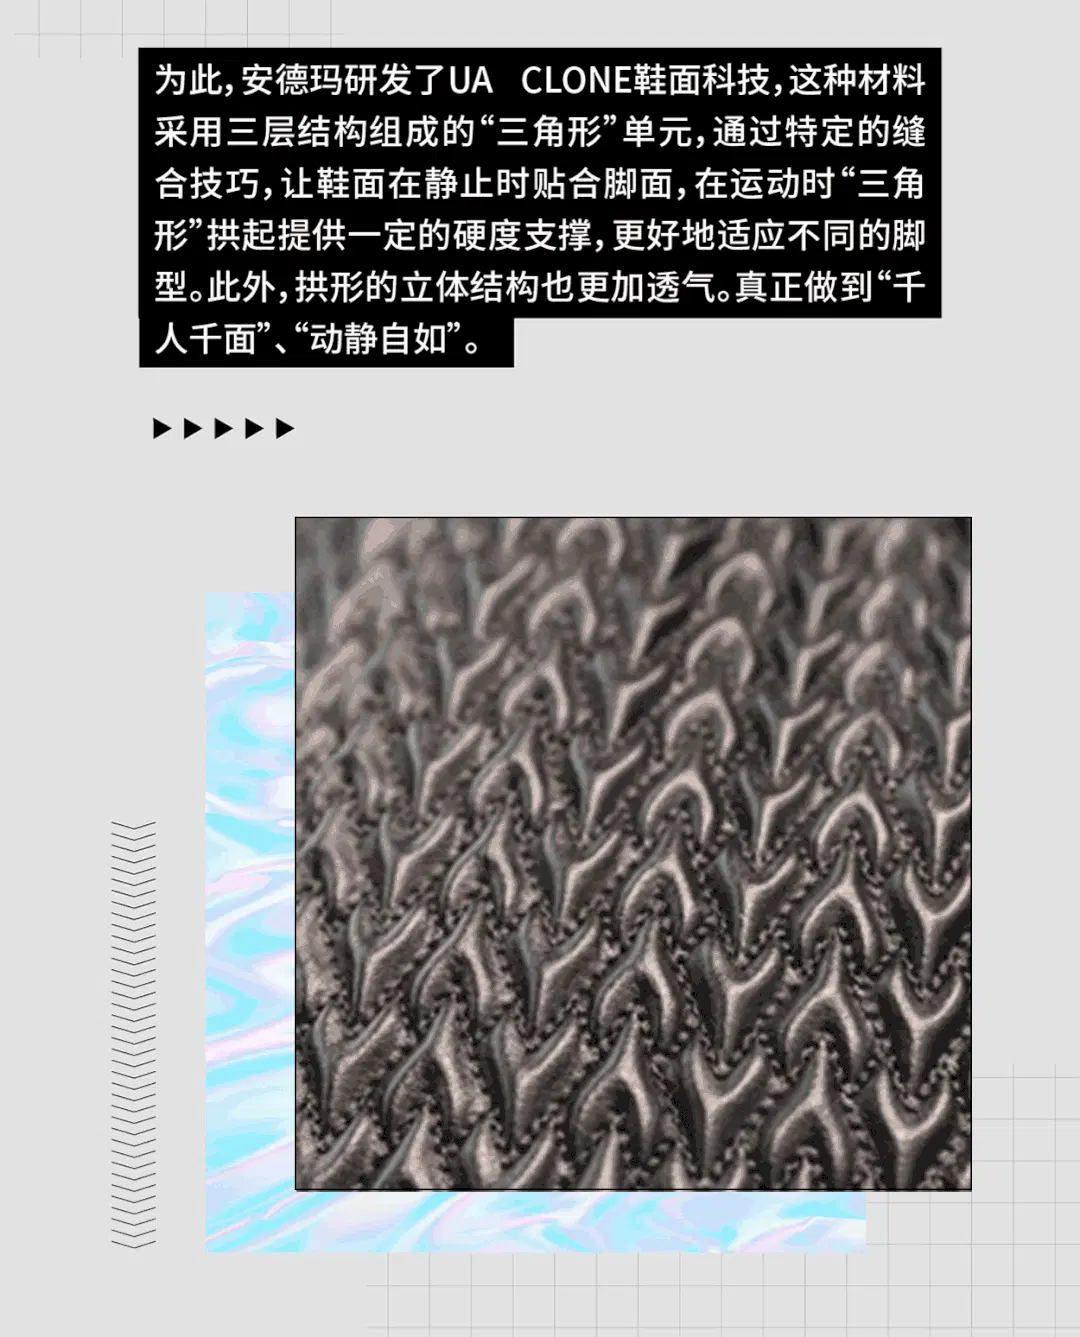 为此，安德玛研发了UA CLONE鞋面科技，这种材料
采用三层结构组成的“三角形”单元，通过特定的缝
合技巧，让鞋面在静止时贴合脚面，在运动时“三角
形”拱起提供一定的硬度支撑，更好地适应不同的脚
型。此外，拱形的立体结构也更加透气。真正做到“千
人千面”、“动静自如”。